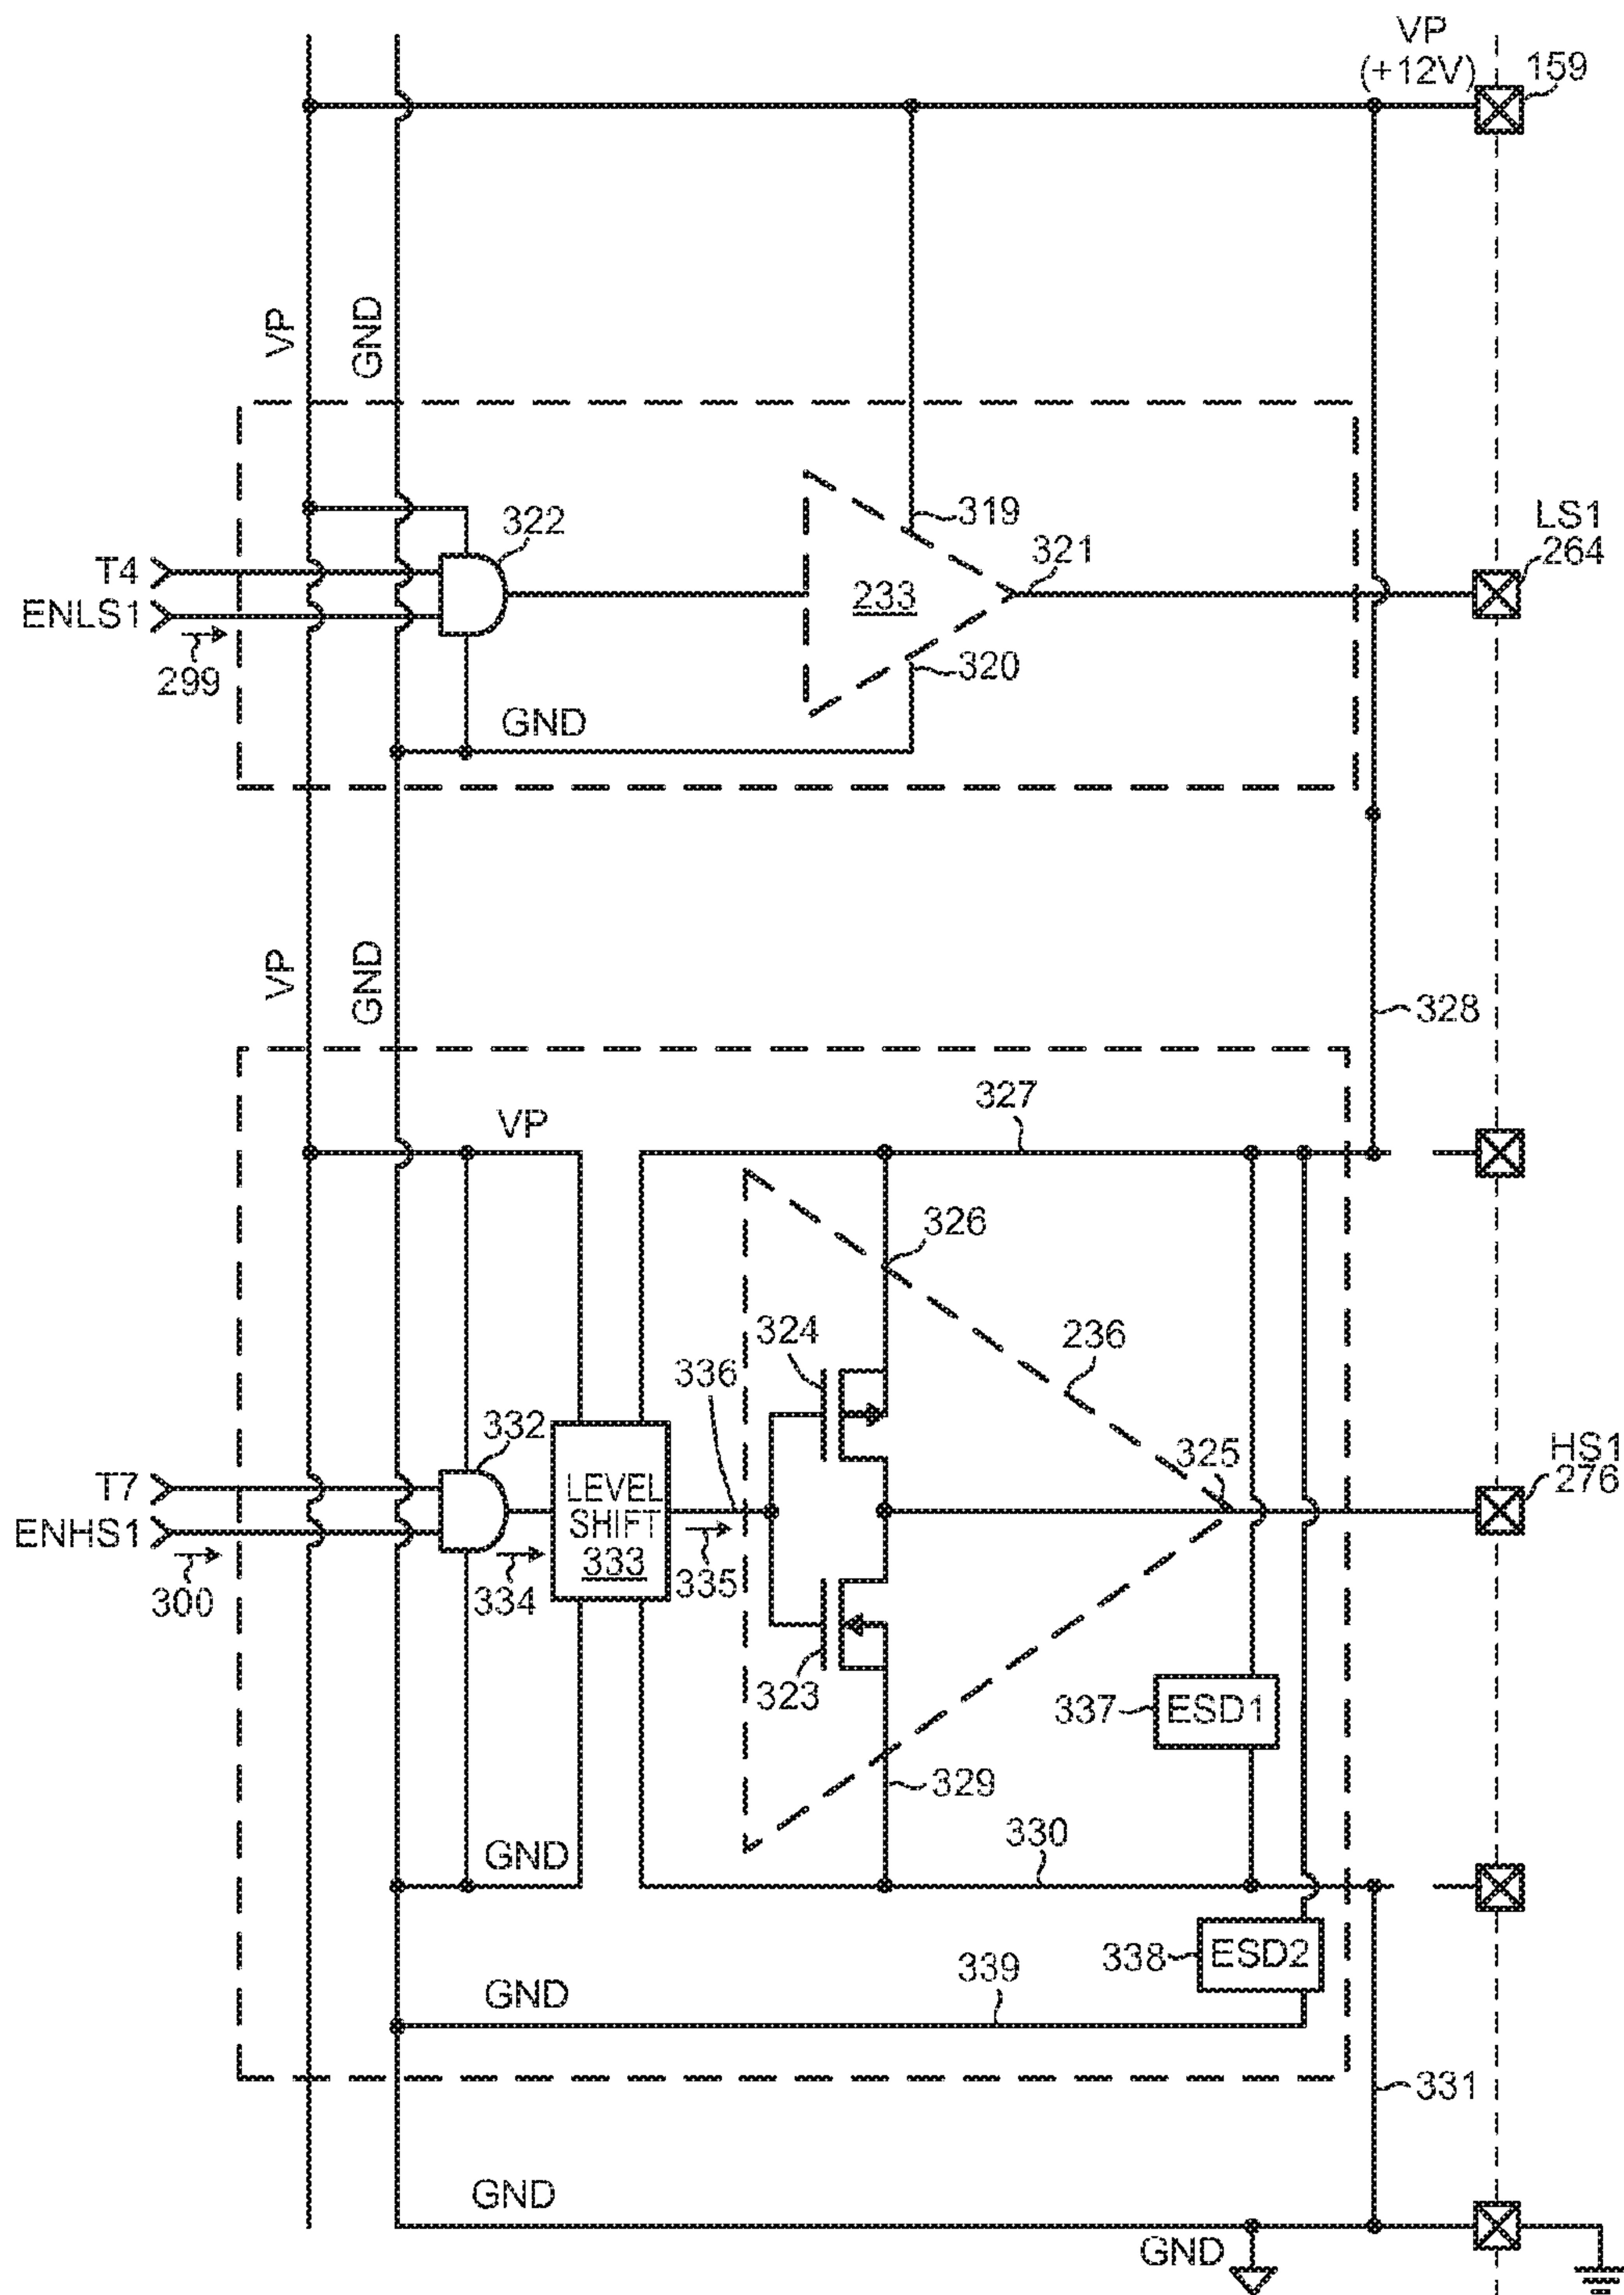 VP
(+12V)
159
VP
GND
322
319
321
LS1
264
T4
ENLS1
299
233
320
GND
VP
GND
328
327
VP
326
324
236
336
332
325
HS1
276
T7
ENHS1
300
334
LEVEL
SHIFT
333
335
323
337
ESD1
329
330
GND
338
ESD2
339
GND
331
GND
GND